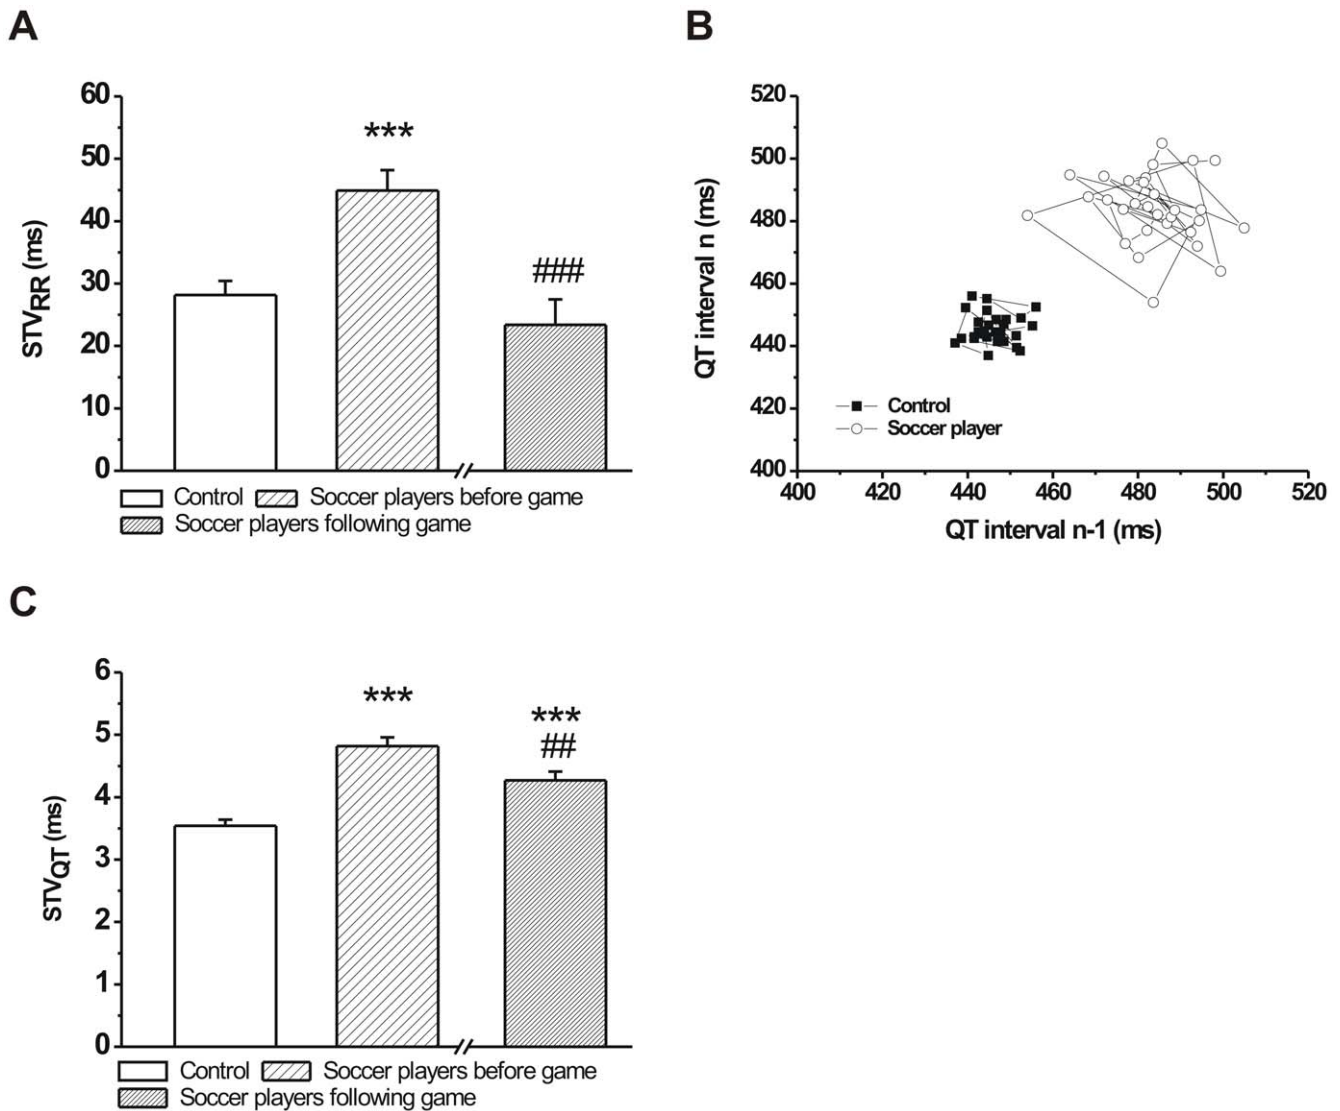 A
60
50
40
30
20
10
0
STVRR (ms)
***
###
Control Soccer players before game
Soccer players following game
B
520
500
480
460
440
420
400
QT interval n (ms)
Control
Soccer player
400 420 440 460 480 500 520
QT interval n-1 (ms)
C
6
5
4
3
2
1
0
STVQT (ms)
***
***
##
Control Soccer players before game
Soccer players following game